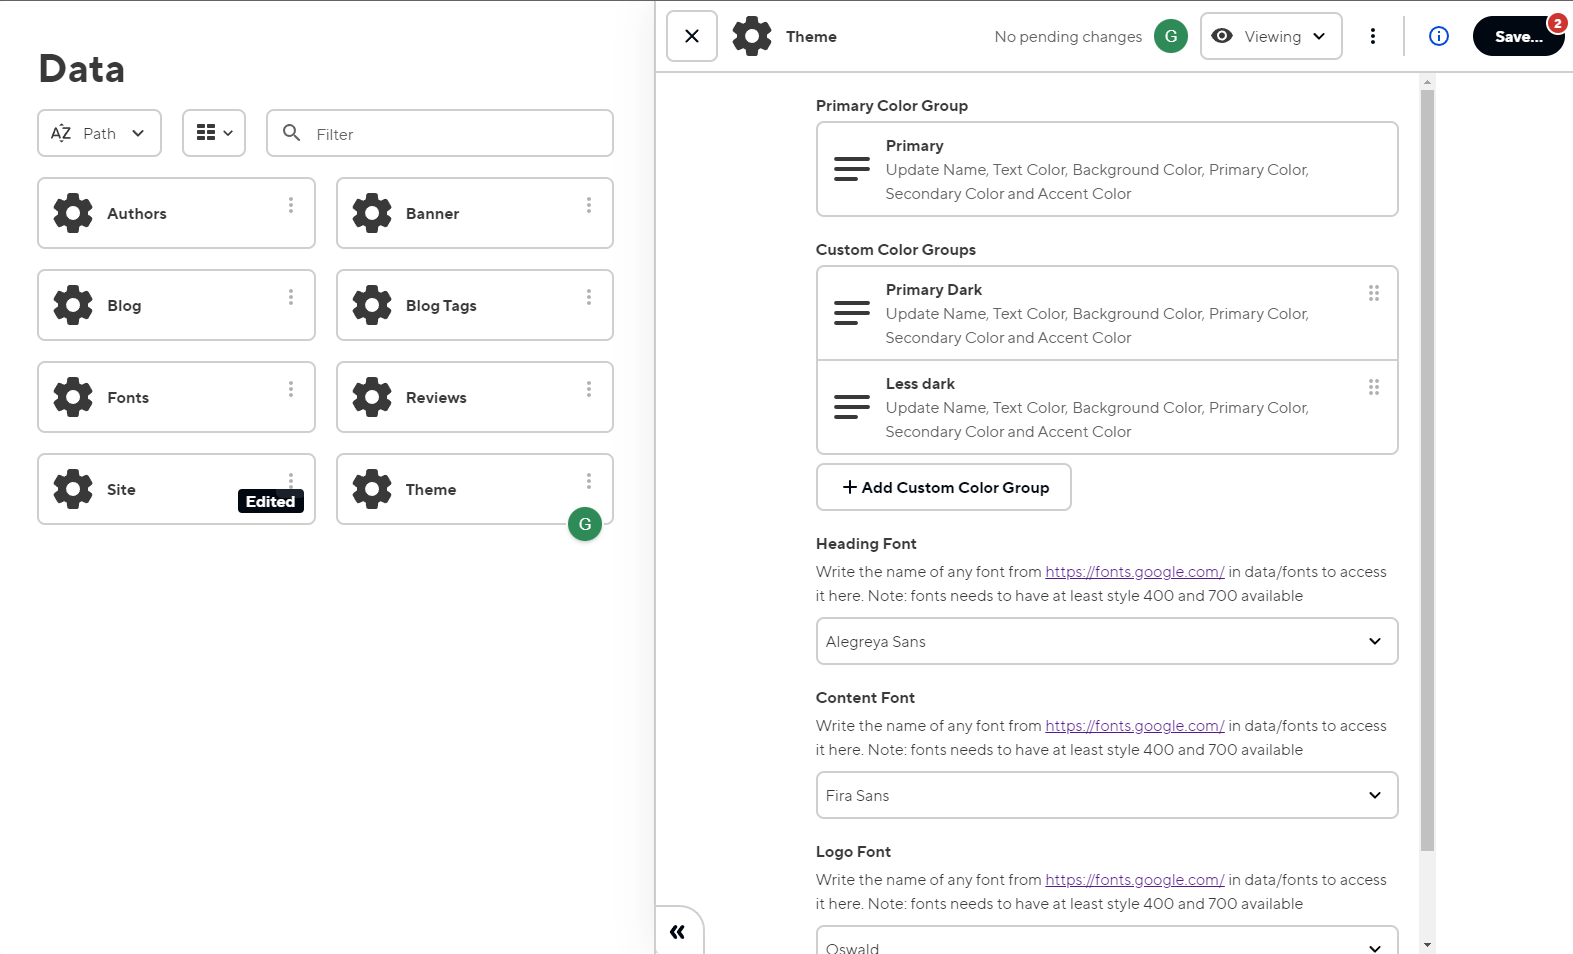 Data
Path
Filter
Authors
Banner
Blog
Blog Tags
Fonts
Reviews
Site
Edited
Theme
G
Theme
No pending changes
G
Viewing
Save...
2
Primary Color Group
Primary
Update Name, Text Color, Background Color, Primary Color,
Secondary Color and Accent Color
Custom Color Groups
Primary Dark
Update Name, Text Color, Background Color, Primary Color,
Secondary Color and Accent Color
Less dark
Update Name, Text Color, Background Color, Primary Color,
Secondary Color and Accent Color
+ Add Custom Color Group
Heading Font
Write the name of any font from https://fonts.google.com/ in data/fonts to access
it here. Note: fonts needs to have at least style 400 and 700 available
Alegreya Sans
Content Font
Write the name of any font from https://fonts.google.com/ in data/fonts to access
it here. Note: fonts needs to have at least style 400 and 700 available
Fira Sans
Logo Font
Write the name of any font from https://fonts.google.com/ in data/fonts to access
it here. Note: fonts needs to have at least style 400 and 700 available
Oswald